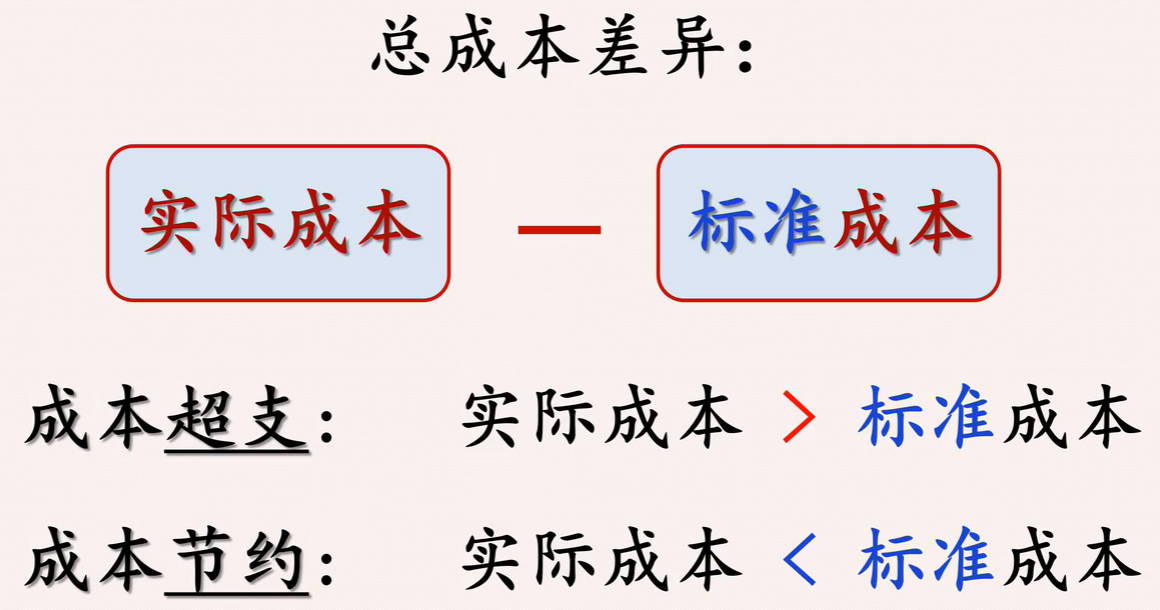 总成本差异：
实际成本 — 标准成本
成本超支： 实际成本 > 标准成本
成本节约： 实际成本 < 标准成本